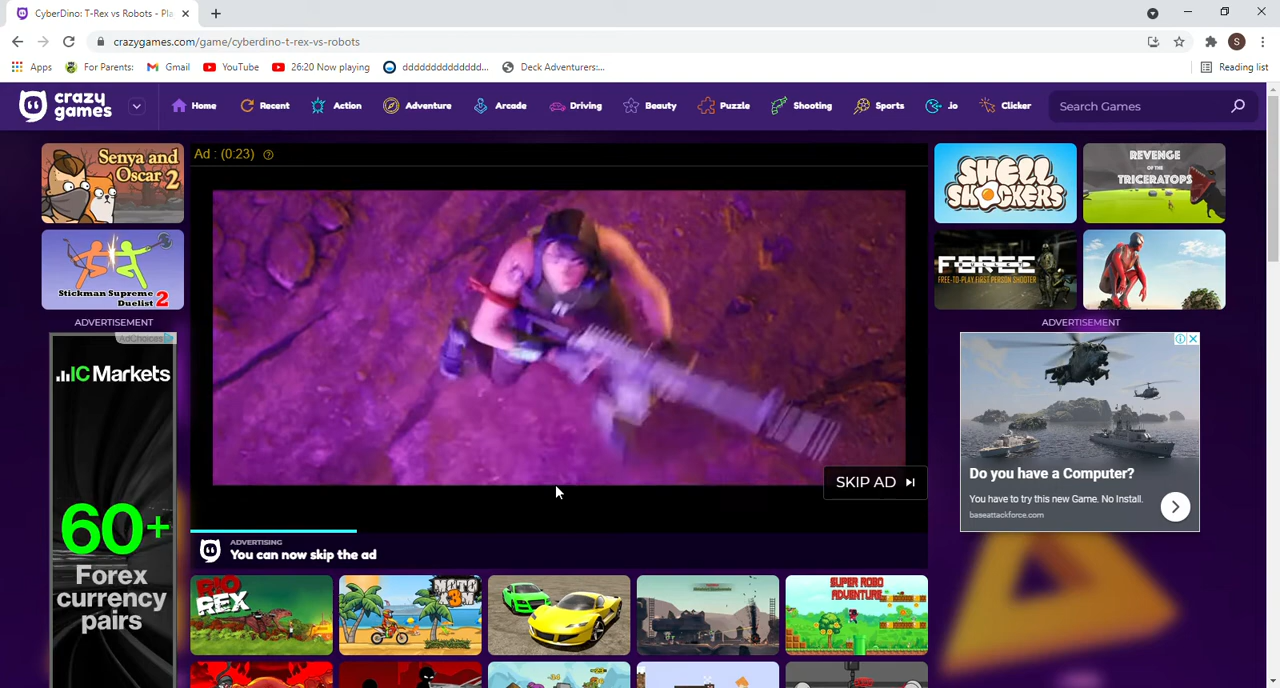 CyberDino: T-Rex vs Robots - Pla
crazygames.com/game/cyberdino-t-rex-vs-robots
S
Apps
For Parents:
Gmail
YouTube
26:20 Now playing
dddddddddddddd...
Deck Adventurers:...
Reading list
crazy
games
Home
Recent
Action
Adventure
Arcade
Driving
Beauty
Puzzle
Shooting
Sports
.io
Clicker
Search Games
Senya and
Oscar 2
Stickman Supreme
Duelist 2
ADVERTISEMENT
AdChoices
IC Markets
60+
Forex
currency
pairs
Ad : (0:23)
SKIP AD
ADVERTISING
You can now skip the ad
RIO
REX
MOTO
X3M
SUPER ROBO
ADVENTURE
SHELL
SHOCKERS
REVENGE
OF THE
TRICERATOPS
FREE-TO-PLAY FIRST PERSON SHOOTER
ADVERTISEMENT
Do you have a Computer?
You have to try this new Game. No Install.
baseattackforce.com